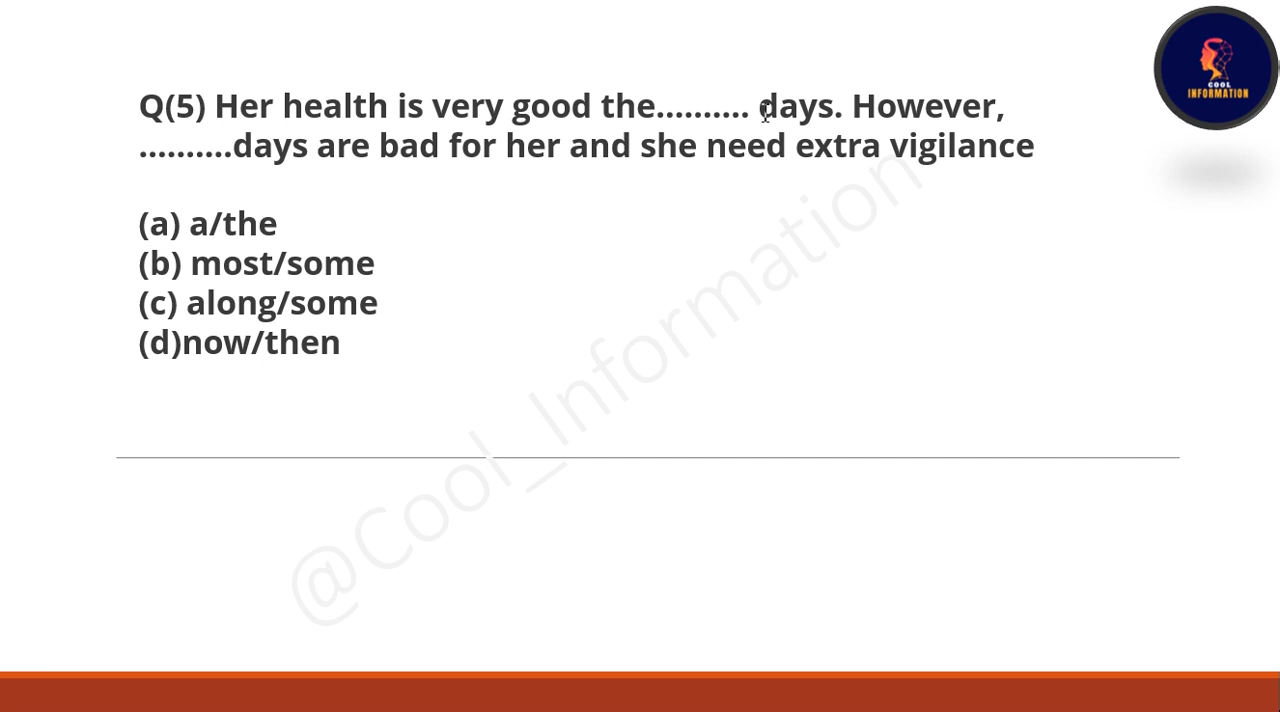 COOL
INFORMATION
Q(5) Her health is very good the.......... days. However,
..........days are bad for her and she need extra vigilance
(a) a/the
(b) most/some
(c) along/some
(d)now/then
@Cool_Information